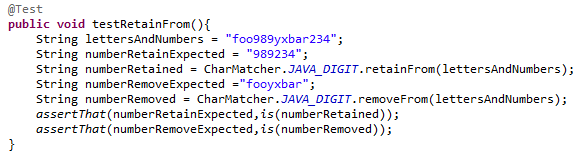 @Test
public void testRetainFrom(){
    String lettersAndNumbers = "foo989yxbar234";
    String numberRetainExpected = "989234";
    String numberRetained = CharMatcher.JAVA_DIGIT.retainFrom(lettersAndNumbers);
    String numberRemoveExpected ="fooyxbar";
    String numberRemoved = CharMatcher.JAVA_DIGIT.removeFrom(lettersAndNumbers);
    assertThat(numberRetainExpected,is(numberRetained));
    assertThat(numberRemoveExpected,is(numberRemoved));
}